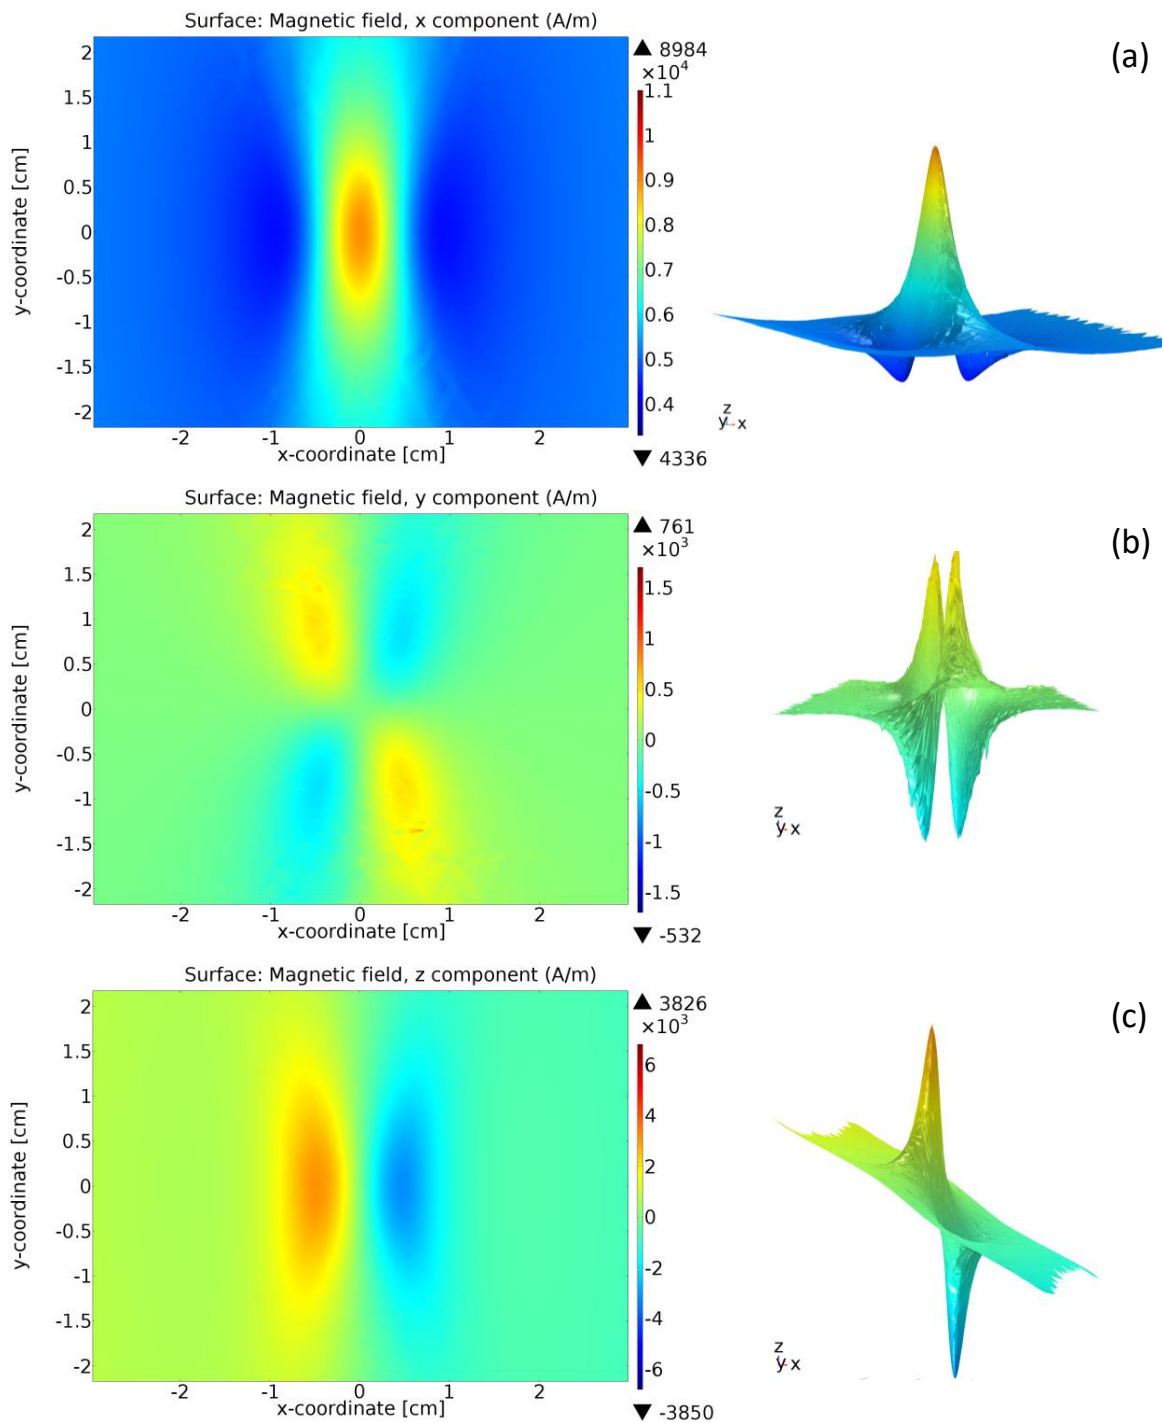 Surface: Magnetic field, x component (A/m)
(a)
▲ 8984
×10⁴
2
1.5
1
0.5
0
-0.5
-1
-1.5
-2
y-coordinate [cm]
-2 -1 0 1 2
x-coordinate [cm]
1.1
1
0.9
0.8
0.7
0.6
0.5
0.4
▼ 4336
z
y x
Surface: Magnetic field, y component (A/m)
(b)
▲ 761
×10³
2
1.5
1
0.5
0
-0.5
-1
-1.5
-2
y-coordinate [cm]
-2 -1 0 1 2
x-coordinate [cm]
1.5
1
0.5
0
-0.5
-1
-1.5
▼ -532
z
y x
Surface: Magnetic field, z component (A/m)
(c)
▲ 3826
×10³
2
1.5
1
0.5
0
-0.5
-1
-1.5
-2
y-coordinate [cm]
-2 -1 0 1 2
x-coordinate [cm]
6
4
2
0
-2
-4
-6
▼ -3850
z
y x